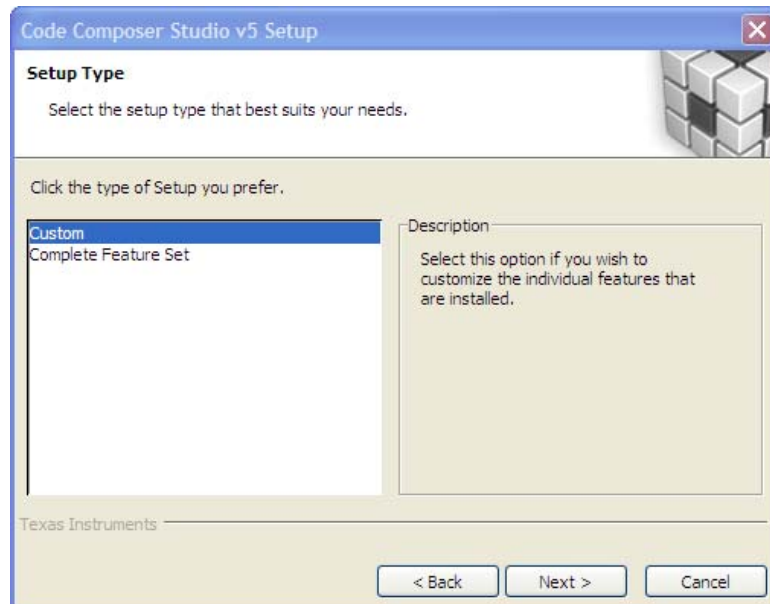 Code Composer Studio v5 Setup
Setup Type
Select the setup type that best suits your needs.
Click the type of Setup you prefer.
Custom
Complete Feature Set
Description
Select this option if you wish to
customize the individual features that
are installed.
Texas Instruments
< Back
Next >
Cancel